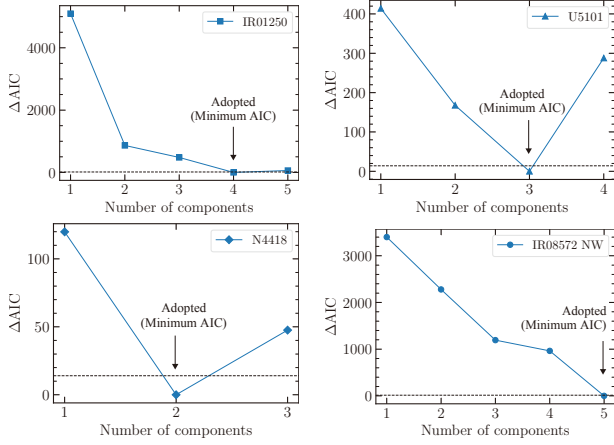 IR01250
ΔAIC
4000
2000
0
Adopted
(Minimum AIC)
1 2 3 4 5
Number of components
U5101
ΔAIC
400
300
200
100
0
Adopted
(Minimum AIC)
1 2 3 4
Number of components
N4418
ΔAIC
100
50
0
Adopted
(Minimum AIC)
1 2 3
Number of components
IR08572 NW
ΔAIC
3000
2000
1000
0
Adopted
(Minimum AIC)
1 2 3 4 5
Number of components